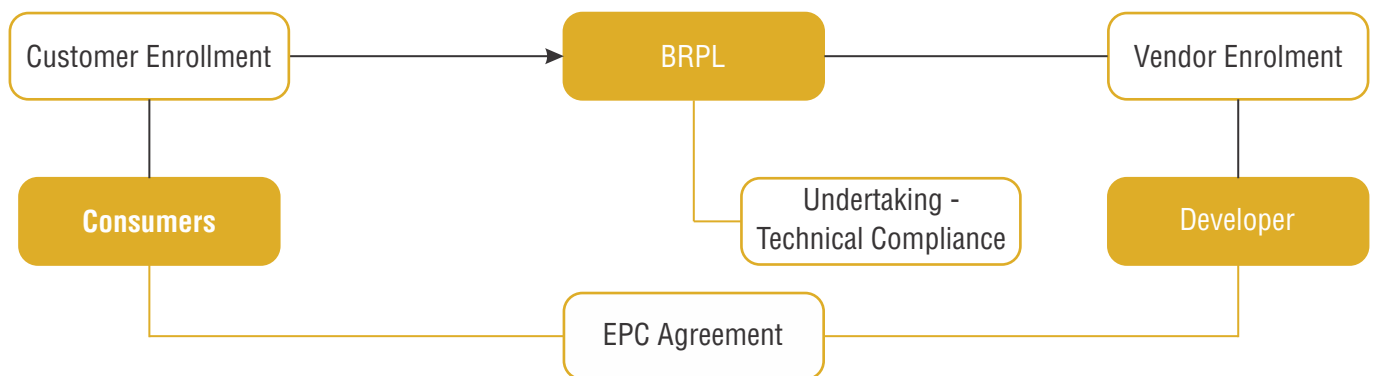 Customer Enrollment
BRPL
Vendor Enrolment
Consumers
Undertaking -
Technical Compliance
Developer
EPC Agreement